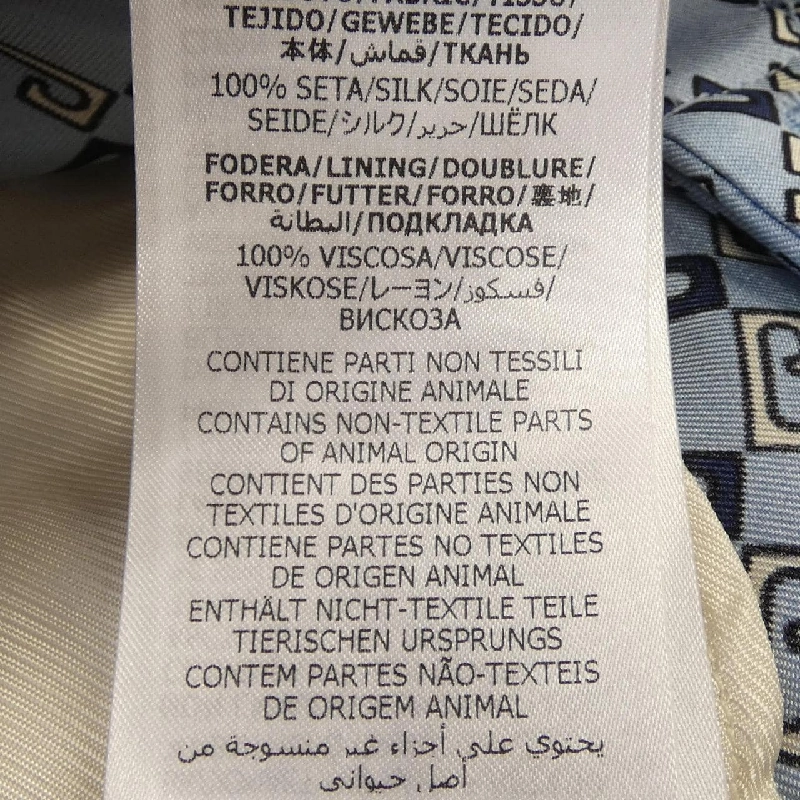 TEJIDO/GEWEBE/TECIDO/
本体/قماش/ТКАНЬ
100% SETA/SILK/SOIE/SEDA/
SEIDE/シルク/حرير/ШЁЛК
FODERA/LINING/DOUBLURE/
FORRO/FUTTER/FORRO/裏地/
البطانة/ПОДКЛАДКА
100% VISCOSA/VISCOSE/
VISKOSE/レーヨン/فسكوز/
ВИСКОЗА
CONTIENE PARTI NON TESSILI
DI ORIGINE ANIMALE
CONTAINS NON-TEXTILE PARTS
OF ANIMAL ORIGIN
CONTIENT DES PARTIES NON
TEXTILES D'ORIGINE ANIMALE
CONTIENE PARTES NO TEXTILES
DE ORIGEN ANIMAL
ENTHÄLT NICHT-TEXTILE TEILE
TIERISCHEN URSPRUNGS
CONTEM PARTES NÃO-TEXTEIS
DE ORIGEM ANIMAL
يحتوي على أجزاء غير منسوجة من
أصل حيواني